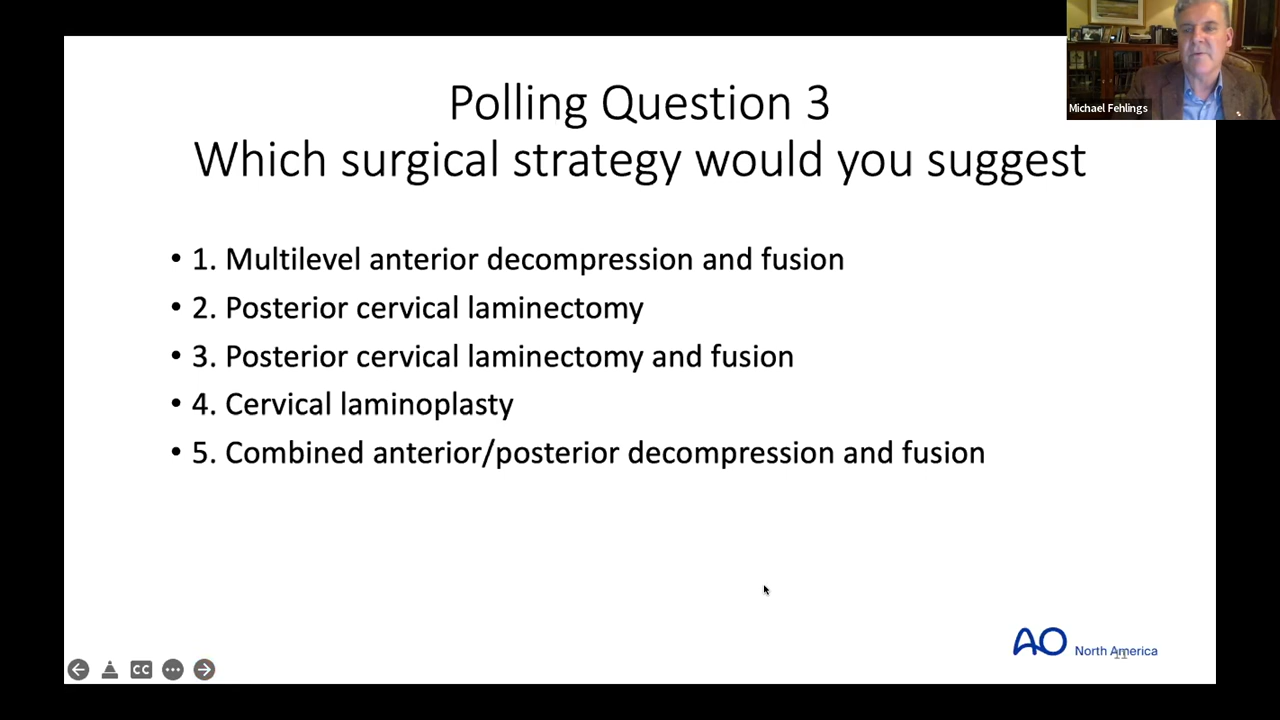 Michael Fehlings
Polling Question 3
Which surgical strategy would you suggest
• 1. Multilevel anterior decompression and fusion
• 2. Posterior cervical laminectomy
• 3. Posterior cervical laminectomy and fusion
• 4. Cervical laminoplasty
• 5. Combined anterior/posterior decompression and fusion
AO North America
11
CC